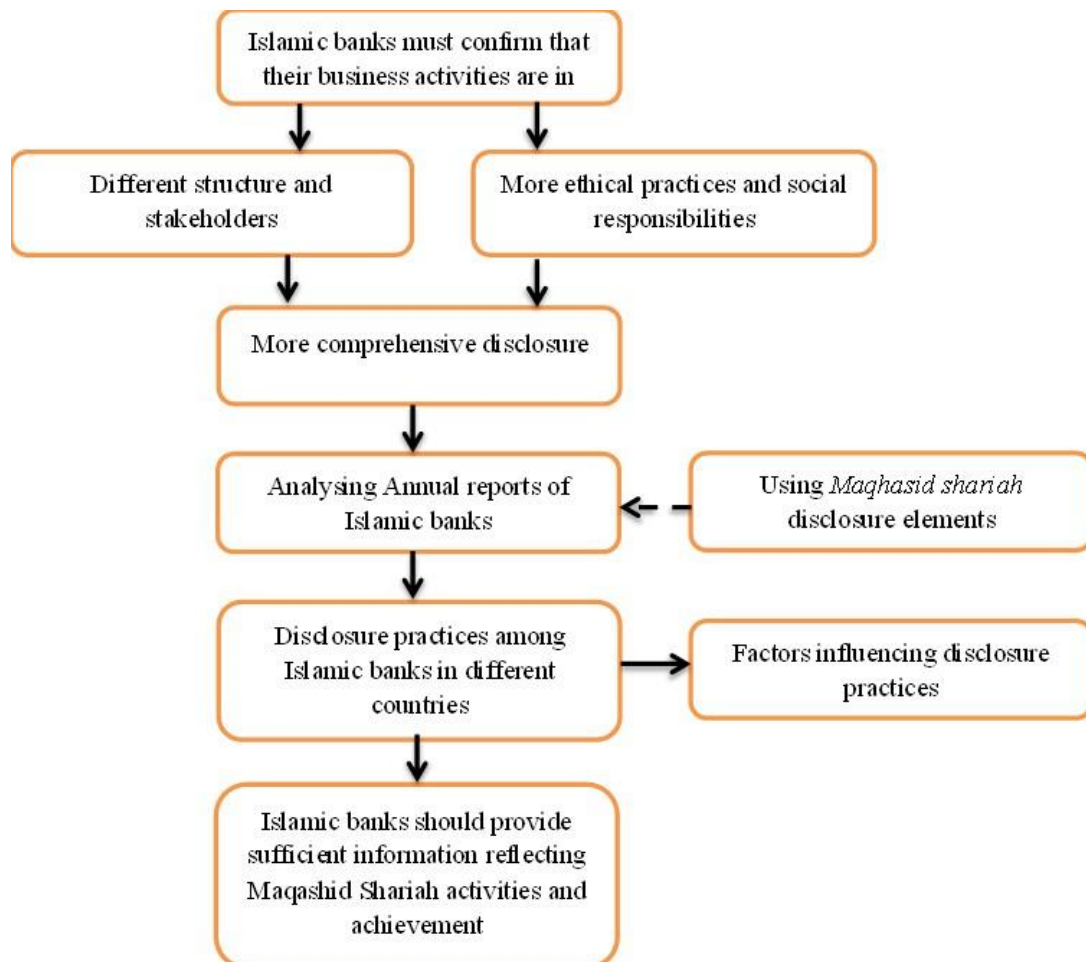 Islamic banks must confirm that
their business activities are in
Different structure and
stakeholders
More ethical practices and social
responsibilities
More comprehensive disclosure
Analysing Annual reports of
Islamic banks
Using Maqhasid shariah
disclosure elements
Disclosure practices among
Islamic banks in different
countries
Factors influencing disclosure
practices
Islamic banks should provide
sufficient information reflecting
Maqashid Shariah activities and
achievement